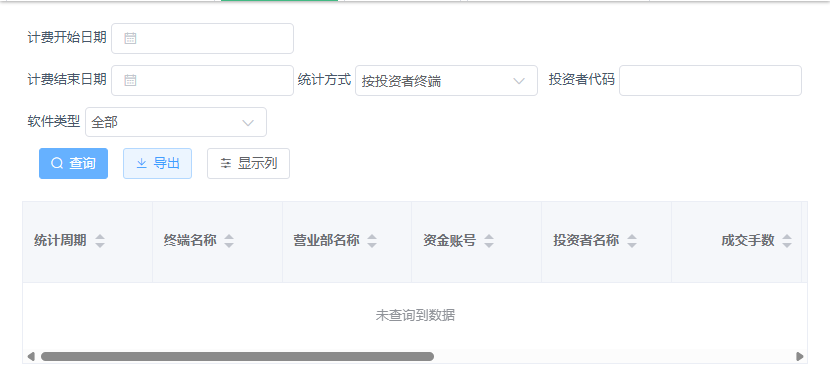 计费开始日期
计费结束日期 统计方式 按投资者终端 投资者代码
软件类型 全部
查询 导出 显示列
统计周期 终端名称 营业部名称 资金账号 投资者名称 成交手数
未查询到数据